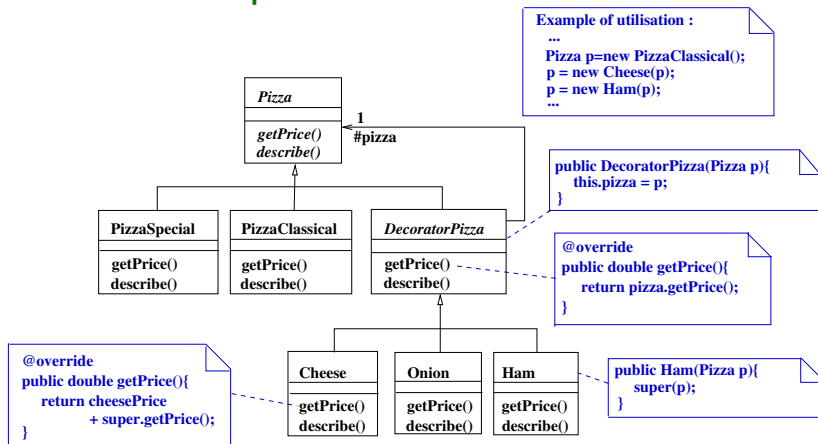 Example of utilisation :
...
Pizza p=new PizzaClassical();
p = new Cheese(p);
p = new Ham(p);
...
Pizza
getPrice()
describe()
1
#pizza
public DecoratorPizza(Pizza p){
this.pizza = p;
}
PizzaSpecial
getPrice()
describe()
PizzaClassical
getPrice()
describe()
DecoratorPizza
getPrice()
describe()
@override
public double getPrice(){
return pizza.getPrice();
}
@override
public double getPrice(){
return cheesePrice
+ super.getPrice();
}
Cheese
getPrice()
describe()
Onion
getPrice()
describe()
Ham
getPrice()
describe()
public Ham(Pizza p){
super(p);
}